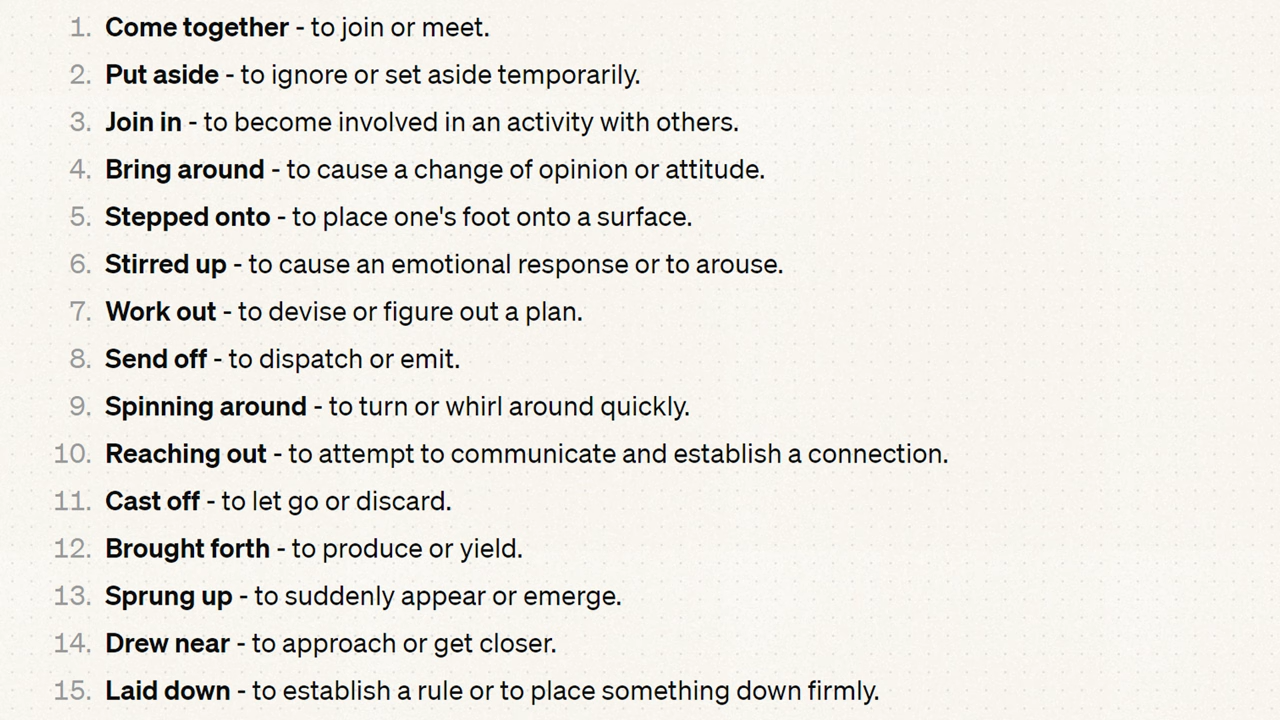 1. Come together - to join or meet.
2. Put aside - to ignore or set aside temporarily.
3. Join in - to become involved in an activity with others.
4. Bring around - to cause a change of opinion or attitude.
5. Stepped onto - to place one's foot onto a surface.
6. Stirred up - to cause an emotional response or to arouse.
7. Work out - to devise or figure out a plan.
8. Send off - to dispatch or emit.
9. Spinning around - to turn or whirl around quickly.
10. Reaching out - to attempt to communicate and establish a connection.
11. Cast off - to let go or discard.
12. Brought forth - to produce or yield.
13. Sprung up - to suddenly appear or emerge.
14. Drew near - to approach or get closer.
15. Laid down - to establish a rule or to place something down firmly.